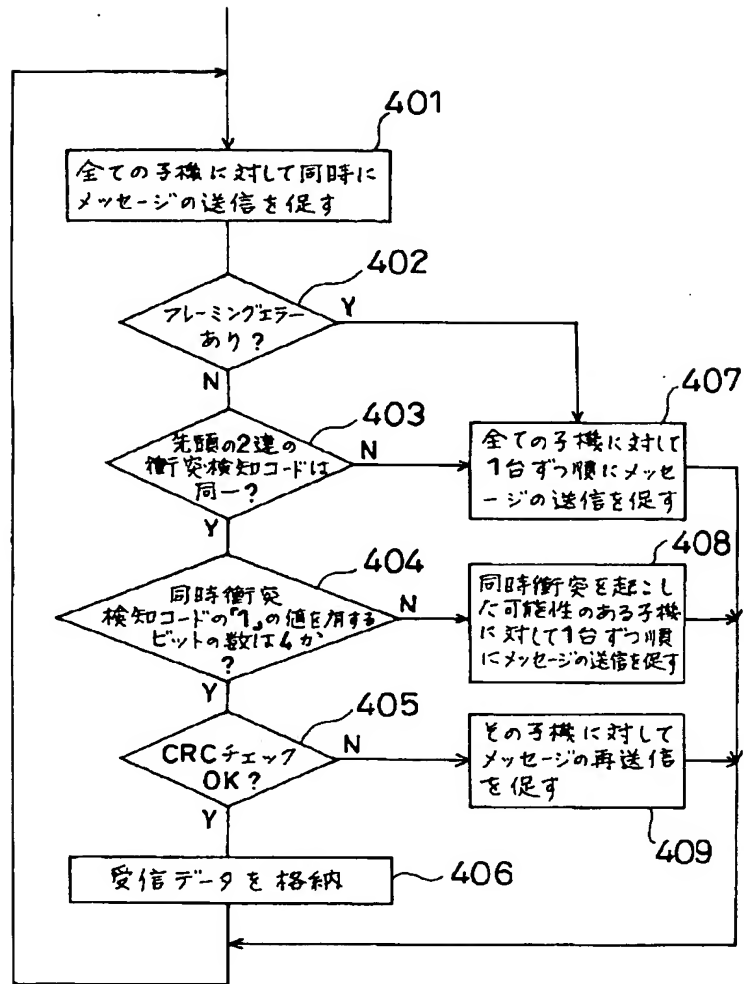 401
全ての子機に対して同時に
メッセージの送信を促す
402
フレーミングエラー
あり?
Y
N
403
先頭の2連の
衝突検知コードは
同一?
N
Y
407
全ての子機に対して
1台ずつ順にメッセ
ージの送信を促す
404
同時衝突
検知コードの「1」の値を有する
ビットの数は4か
?
N
Y
408
同時衝突を起こし
た可能性のある子機
に対して1台ずつ順
にメッセージの送信を促す
405
CRCチェック
OK?
N
Y
その子機に対して
メッセージの再送信
を促す
409
受信データを格納
406